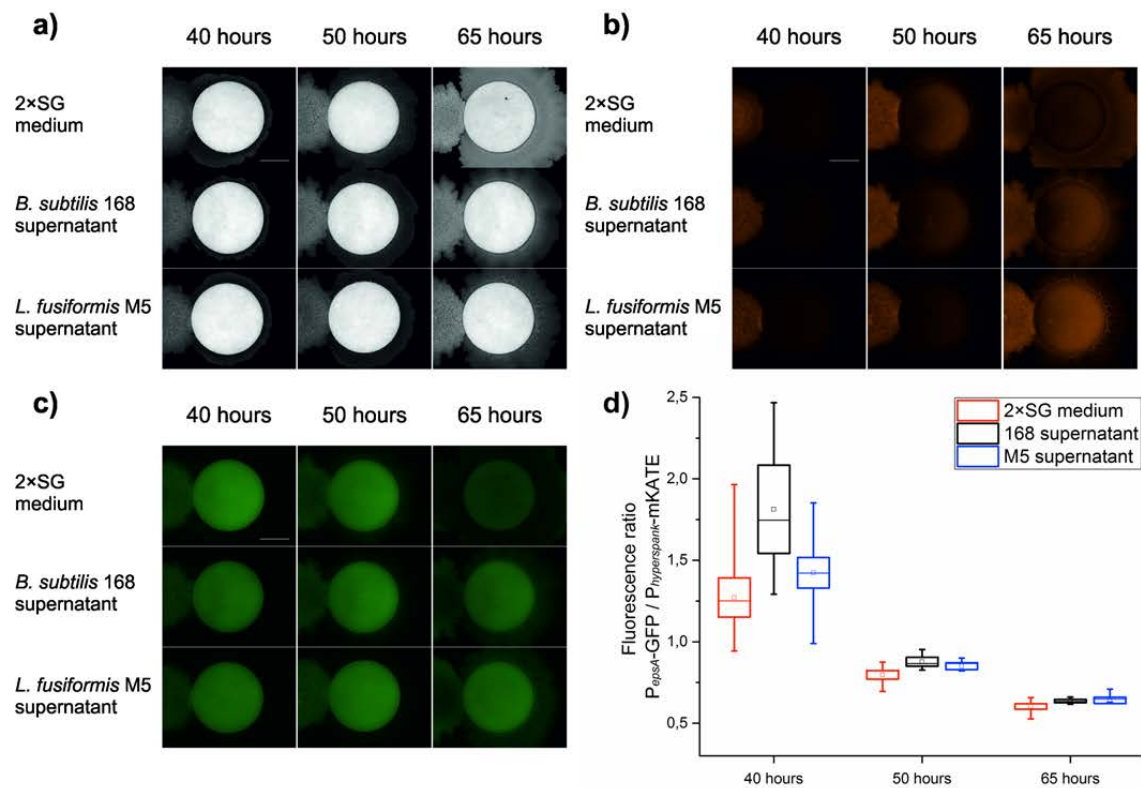 a)
40 hours 50 hours 65 hours
2×SG
medium
B. subtilis 168
supernatant
L. fusiformis M5
supernatant
b)
40 hours 50 hours 65 hours
2×SG
medium
B. subtilis 168
supernatant
L. fusiformis M5
supernatant
c)
40 hours 50 hours 65 hours
2×SG
medium
B. subtilis 168
supernatant
L. fusiformis M5
supernatant
d)
Fluorescence ratio
PepsA-GFP / Phyperspank-mKATE
2,5
2,0
1,5
1,0
0,5
2×SG medium
168 supernatant
M5 supernatant
40 hours 50 hours 65 hours